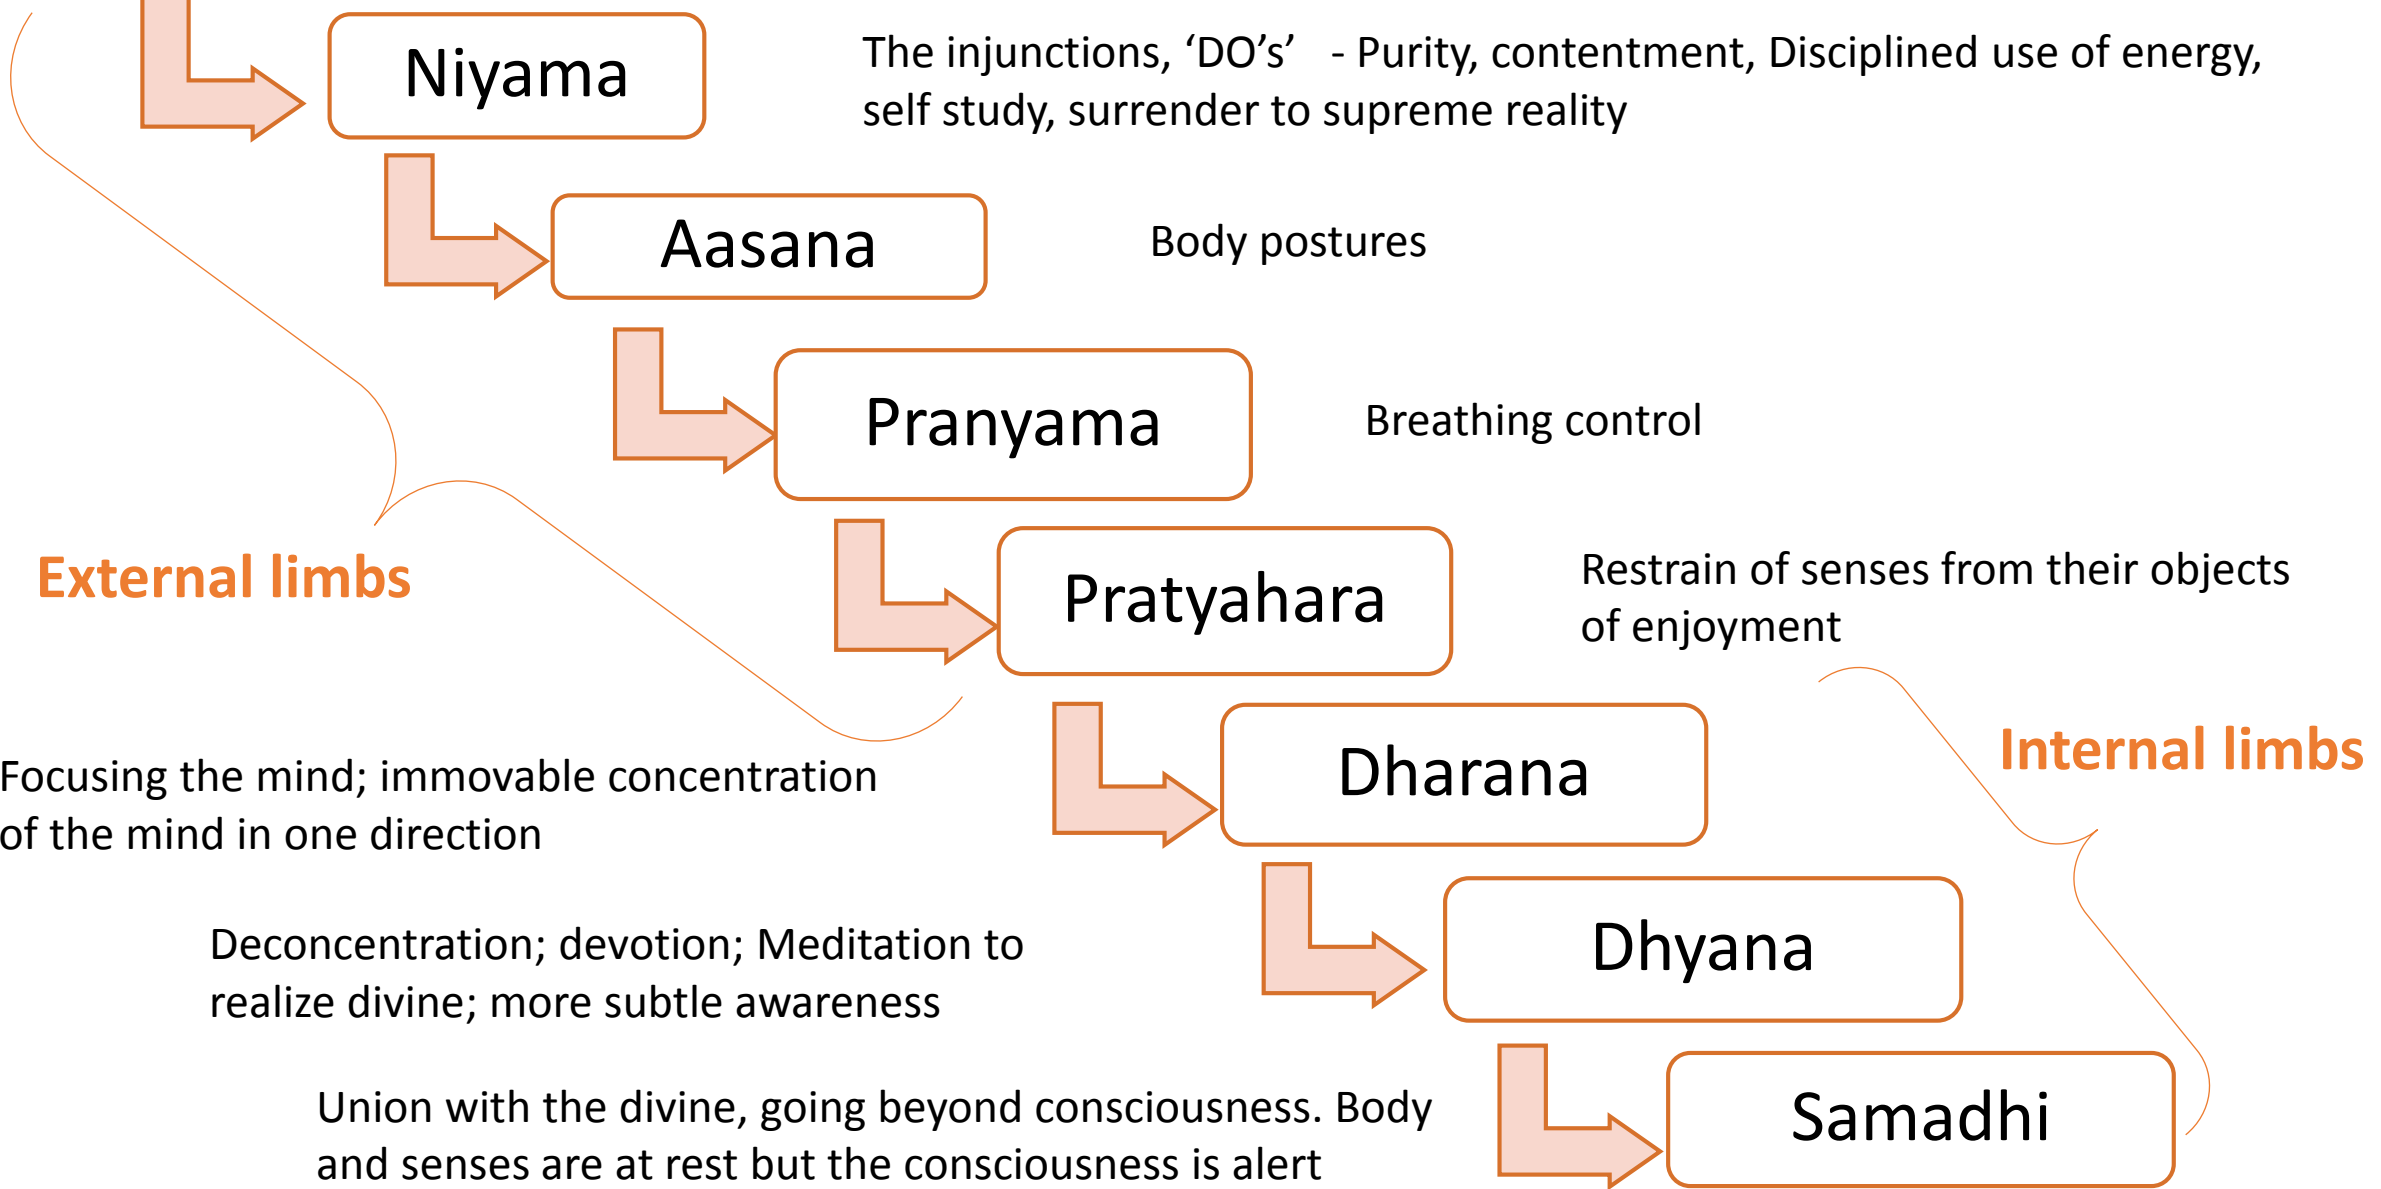 Niyama
The injunctions, ‘DO’s’ - Purity, contentment, Disciplined use of energy,
self study, surrender to supreme reality
Aasana
Body postures
Pranyama
Breathing control
External limbs
Pratyahara
Restrain of senses from their objects
of enjoyment
Internal limbs
Dharana
Focusing the mind; immovable concentration
of the mind in one direction
Dhyana
Deconcentration; devotion; Meditation to
realize divine; more subtle awareness
Samadhi
Union with the divine, going beyond consciousness. Body
and senses are at rest but the consciousness is alert